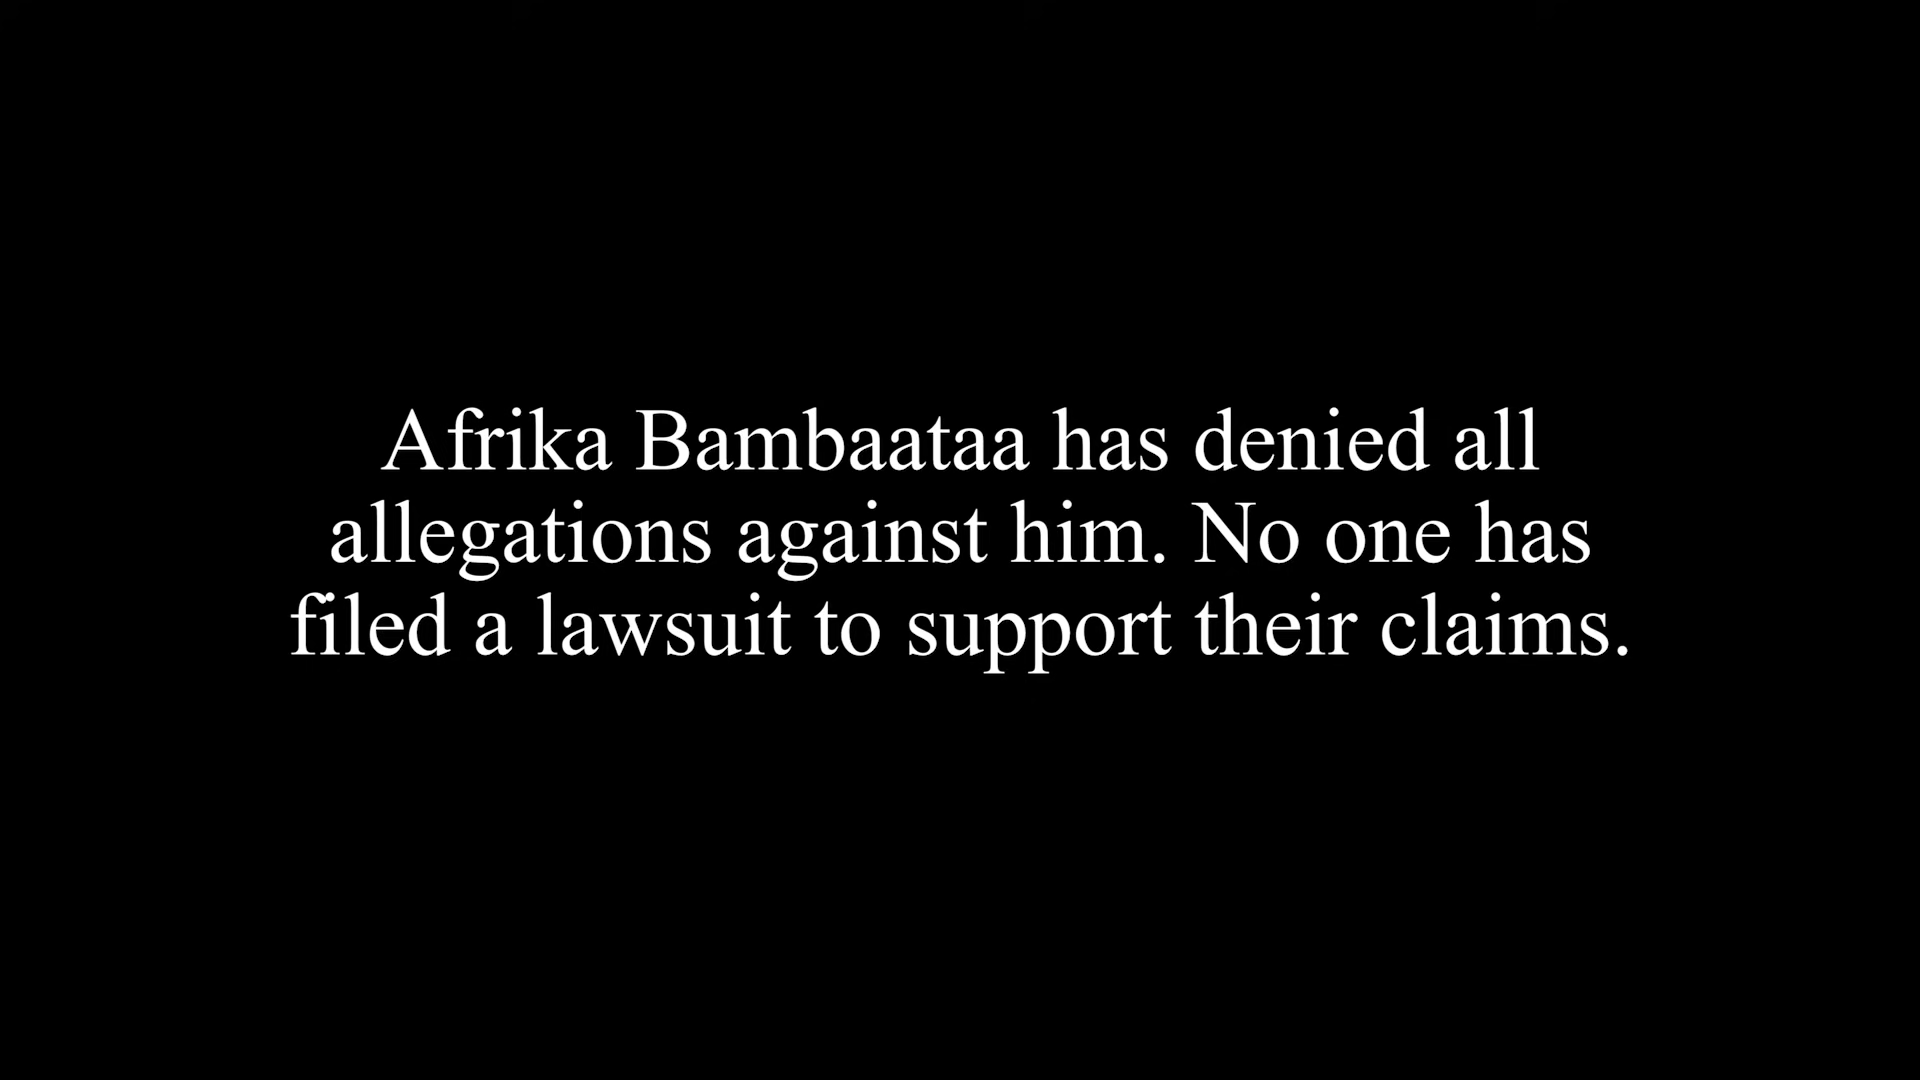 Afrika Bambaataa has denied all
allegations against him. No one has
filed a lawsuit to support their claims.